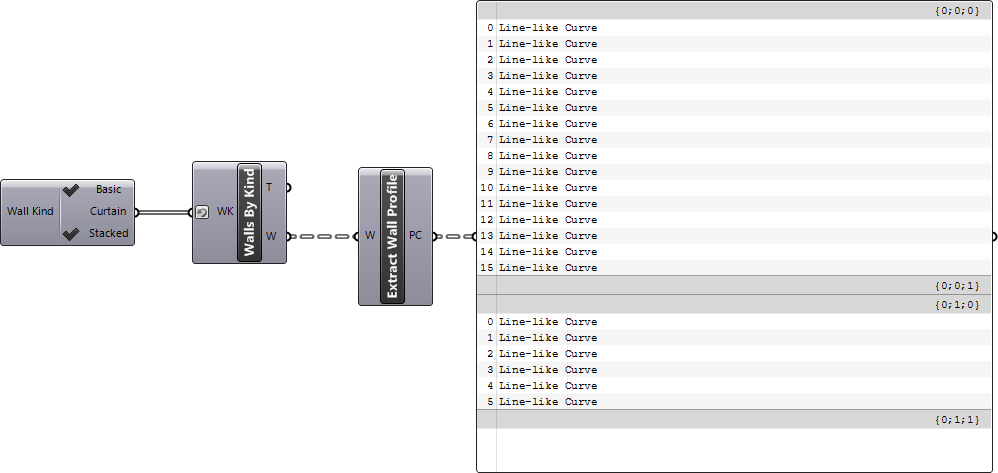 Wall Kind
Basic
Curtain
Stacked
WK
Walls By Kind
T
W
W
Extract Wall Profile
PC
{0;0;0}
0 Line-like Curve
1 Line-like Curve
2 Line-like Curve
3 Line-like Curve
4 Line-like Curve
5 Line-like Curve
6 Line-like Curve
7 Line-like Curve
8 Line-like Curve
9 Line-like Curve
10 Line-like Curve
11 Line-like Curve
12 Line-like Curve
13 Line-like Curve
14 Line-like Curve
15 Line-like Curve
{0;0;1}
{0;1;0}
0 Line-like Curve
1 Line-like Curve
2 Line-like Curve
3 Line-like Curve
4 Line-like Curve
5 Line-like Curve
{0;1;1}